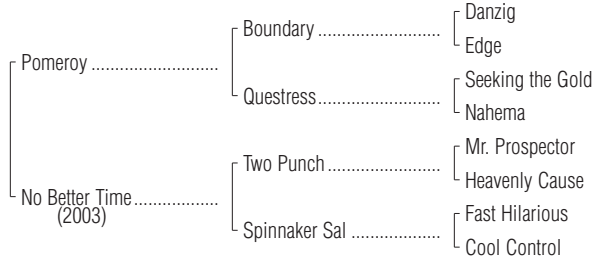 Danzig
Boundary ..........................
Edge
Pomeroy ...........................
Seeking the Gold
Questress..........................
Nahema
Mr. Prospector
Two Punch........................
Heavenly Cause
No Better Time..................
(2003)
Fast Hilarious
Spinnaker Sal ...................
Cool Control